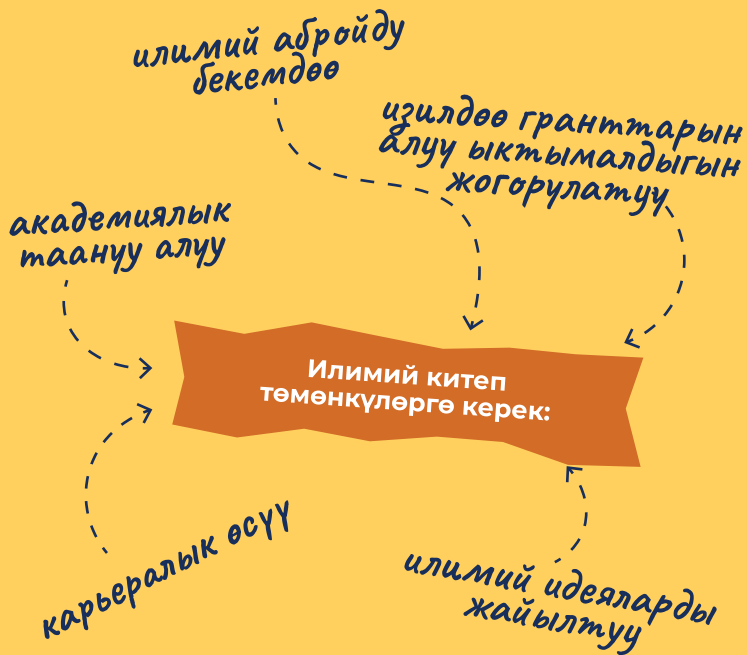 илимий абройду
бекемдөө
изилдөө гранттарын
алуу ыктымалдыгын
жогорулатуу
академиялык
таануу алуу
Илимий китеп
төмөнкүлөргө керек:
карьералык өсүү
илимий идеяларды
жайылтуу